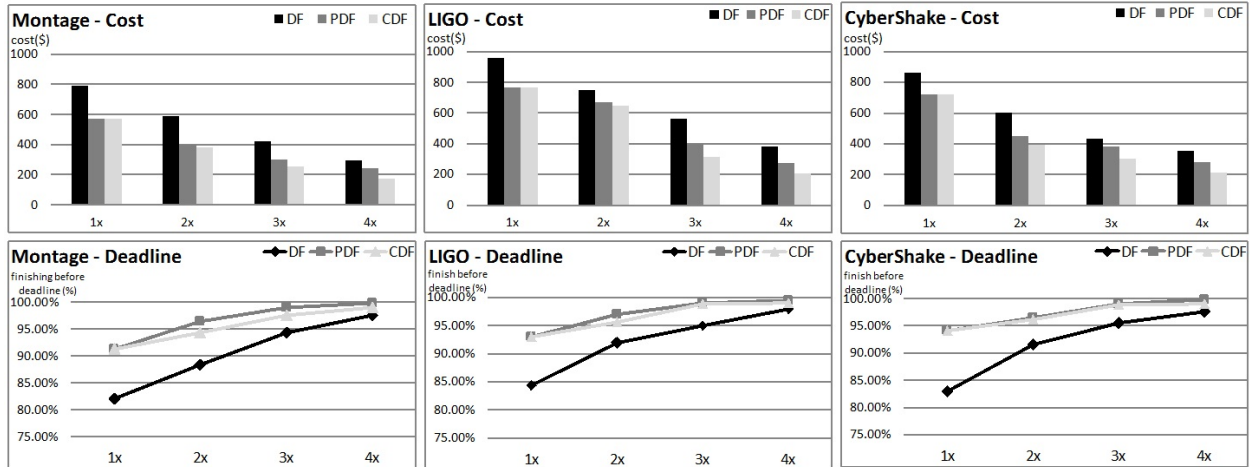 Montage - Cost
DF PDF CDF
cost($)
1000
800
600
400
200
0
1x 2x 3x 4x
LIGO - Cost
DF PDF CDF
cost($)
1000
800
600
400
200
0
1x 2x 3x 4x
CyberShake - Cost
DF PDF CDF
cost($)
1000
800
600
400
200
0
1x 2x 3x 4x
Montage - Deadline
DF PDF CDF
finishing before
deadline (%)
100.00%
95.00%
90.00%
85.00%
80.00%
75.00%
1x 2x 3x 4x
LIGO - Deadline
DF PDF CDF
finish before
deadline (%)
100.00%
95.00%
90.00%
85.00%
80.00%
75.00%
1x 2x 3x 4x
CyberShake - Deadline
DF PDF CDF
finish before
deadline (%)
100.00%
95.00%
90.00%
85.00%
80.00%
75.00%
1x 2x 3x 4x